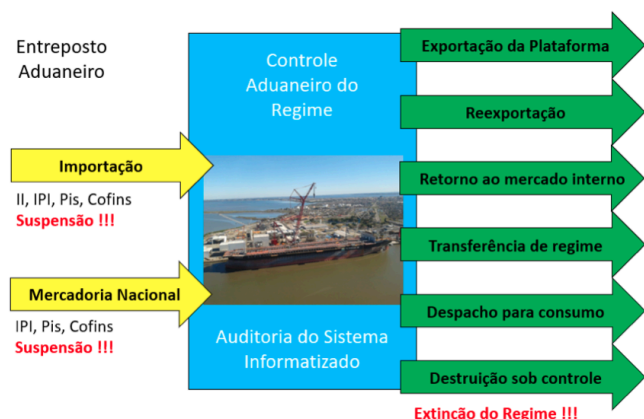 Entreposto
Aduaneiro
Importação
II, IPI, Pis, Cofins
Suspensão !!!
Mercadoria Nacional
IPI, Pis, Cofins
Suspensão !!!
Controle
Aduaneiro do
Regime
Auditoria do Sistema
Informatizado
Exportação da Plataforma
Reexportação
Retorno ao mercado interno
Transferência de regime
Despacho para consumo
Destruição sob controle
Extinção do Regime !!!